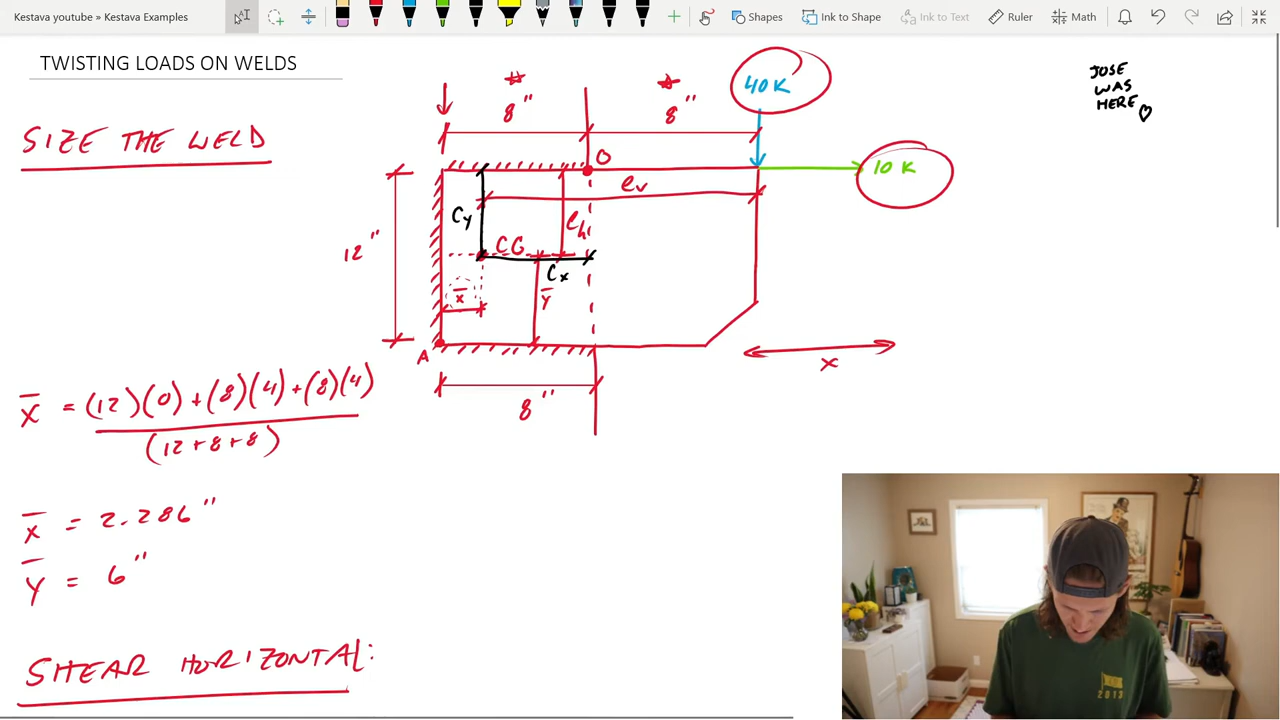 Kestava youtube » Kestava Examples
Shapes
Ink to Shape
Ink to Text
Ruler
Math
TWISTING LOADS ON WELDS
SIZE THE WELD
8"
8"
40K
JOSE
WAS
HERE ♡
O
10 K
ev
Cy
eh
12"
CG
Cx
x̄
ȳ
A
x
8"
x̄ = (12)(0)+(8)(4)+(8)(4)
(12+8+8)
x̄ = 2.286"
ȳ = 6"
SHEAR HORIZONTAL:
2013